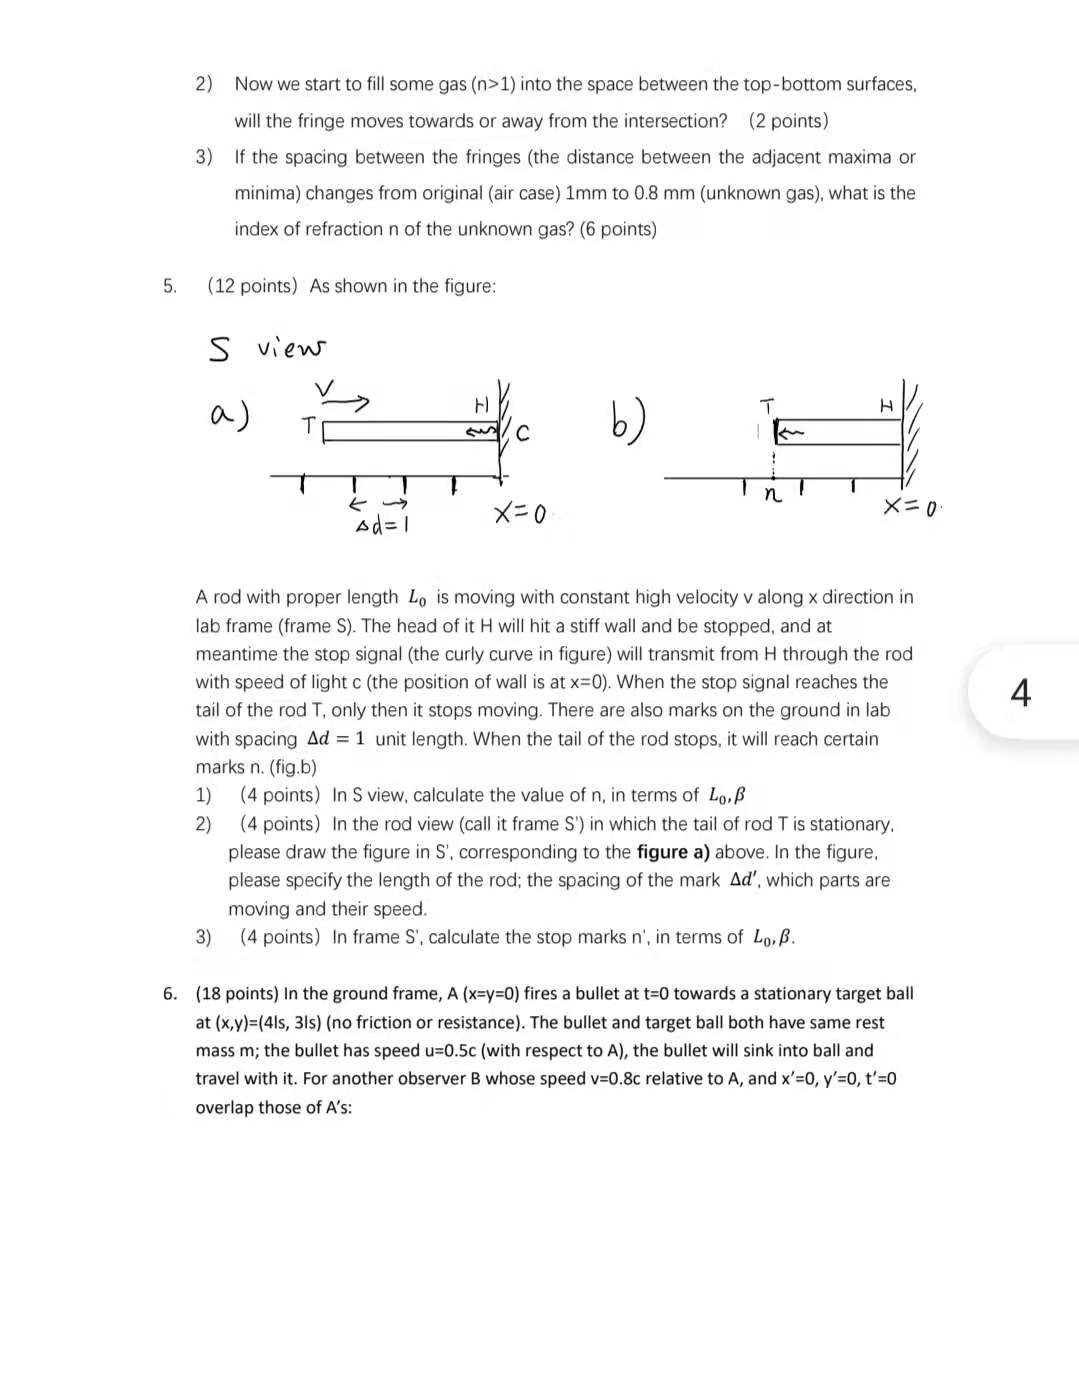 2) Now we start to fill some gas (n>1) into the space between the top-bottom surfaces,
will the fringe moves towards or away from the intersection? (2 points)
3) If the spacing between the fringes (the distance between the adjacent maxima or
minima) changes from original (air case) 1mm to 0.8 mm (unknown gas), what is the
index of refraction n of the unknown gas? (6 points)
5. (12 points) As shown in the figure:
S view
a) V T H C
Δd=1 X=0
b) T H
n X=0
A rod with proper length L₀ is moving with constant high velocity v along x direction in
lab frame (frame S). The head of it H will hit a stiff wall and be stopped, and at
meantime the stop signal (the curly curve in figure) will transmit from H through the rod
with speed of light c (the position of wall is at x=0). When the stop signal reaches the
tail of the rod T, only then it stops moving. There are also marks on the ground in lab
with spacing Δd = 1 unit length. When the tail of the rod stops, it will reach certain
marks n. (fig.b)
1) (4 points) In S view, calculate the value of n, in terms of L₀,β
2) (4 points) In the rod view (call it frame S') in which the tail of rod T is stationary,
please draw the figure in S', corresponding to the figure a) above. In the figure,
please specify the length of the rod; the spacing of the mark Δd′, which parts are
moving and their speed.
3) (4 points) In frame S', calculate the stop marks n', in terms of L₀,β.
6. (18 points) In the ground frame, A (x=y=0) fires a bullet at t=0 towards a stationary target ball
at (x,y)=(4ls, 3ls) (no friction or resistance). The bullet and target ball both have same rest
mass m; the bullet has speed u=0.5c (with respect to A), the bullet will sink into ball and
travel with it. For another observer B whose speed v=0.8c relative to A, and x′=0, y′=0, t′=0
overlap those of A's:
4